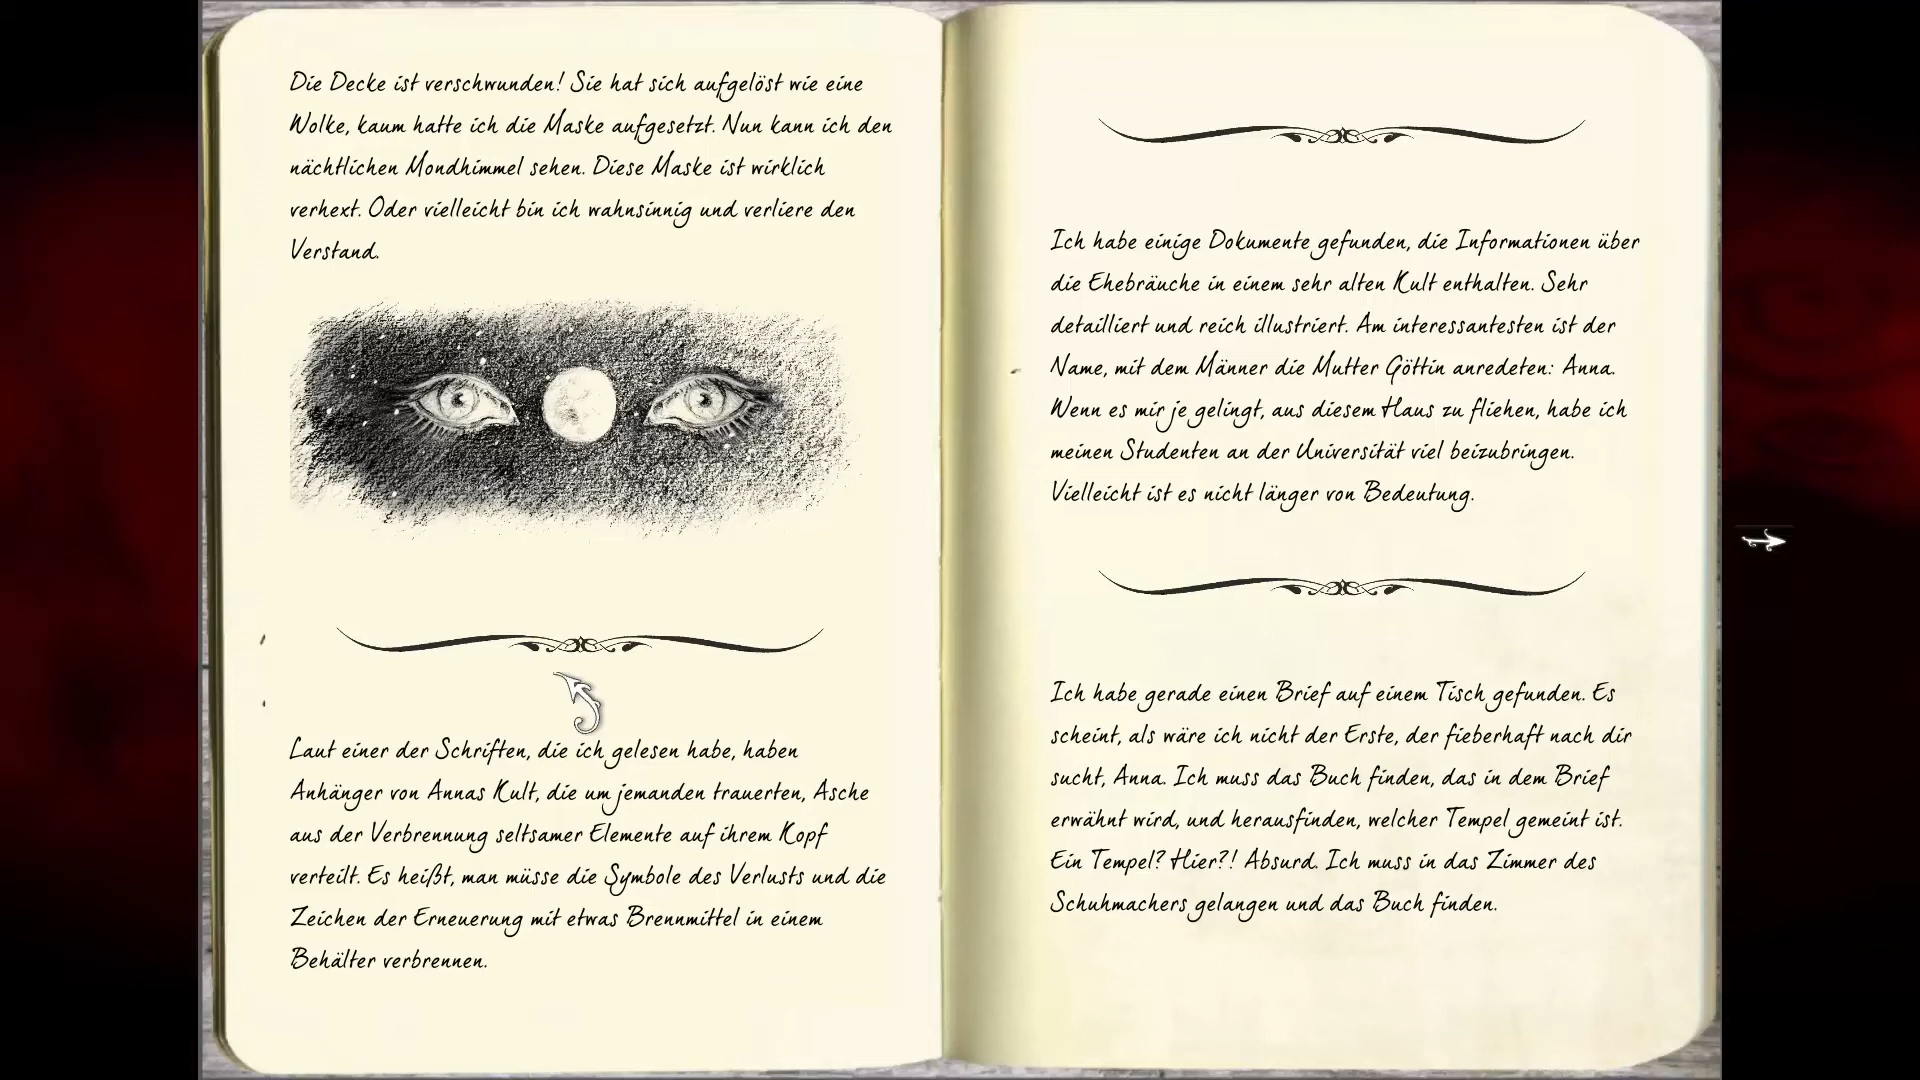 Die Decke ist verschwunden! Sie hat sich aufgelöst wie eine
Wolke, kaum hatte ich die Maske aufgesetzt. Nun kann ich den
nächtlichen Mondhimmel sehen. Diese Maske ist wirklich
verhext. Oder vielleicht bin ich wahnsinnig und verliere den
Verstand.
Laut einer der Schriften, die ich gelesen habe, haben
Anhänger von Annas Kult, die um jemanden trauerten, Asche
aus der Verbrennung seltsamer Elemente auf ihrem Kopf
verteilt. Es heißt, man müsse die Symbole des Verlusts und die
Zeichen der Erneuerung mit etwas Brennmittel in einem
Behälter verbrennen.
Ich habe einige Dokumente gefunden, die Informationen über
die Ehebräuche in einem sehr alten Kult enthalten. Sehr
detailliert und reich illustriert. Am interessantesten ist der
Name, mit dem Männer die Mutter Göttin anredeten: Anna.
Wenn es mir je gelingt, aus diesem Haus zu fliehen, habe ich
meinen Studenten an der Universität viel beizubringen.
Vielleicht ist es nicht länger von Bedeutung.
Ich habe gerade einen Brief auf einem Tisch gefunden. Es
scheint, als wäre ich nicht der Erste, der fieberhaft nach dir
sucht, Anna. Ich muss das Buch finden, das in dem Brief
erwähnt wird, und herausfinden, welcher Tempel gemeint ist.
Ein Tempel? Hier?! Absurd. Ich muss in das Zimmer des
Schuhmachers gelangen und das Buch finden.